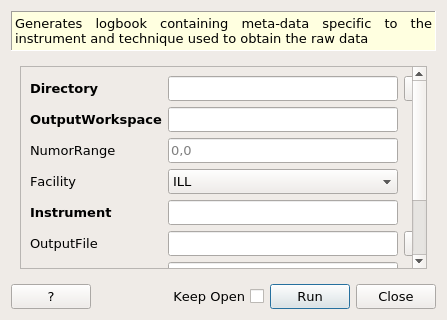 Generates logbook containing meta-data specific to the
instrument and technique used to obtain the raw data
Directory
OutputWorkspace
NumorRange 0,0
Facility ILL
Instrument
OutputFile
? Keep Open Run Close